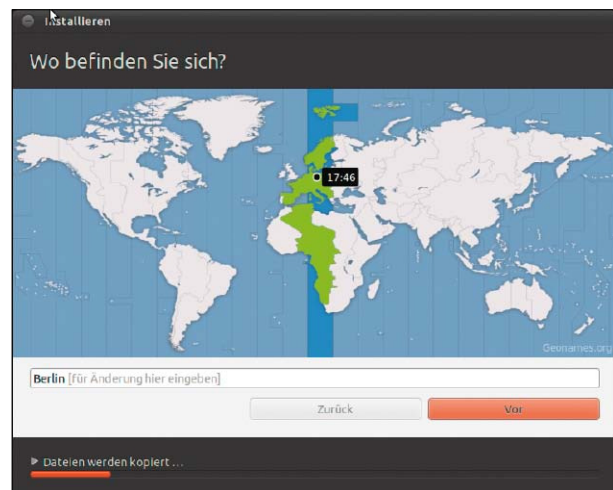 Installieren
Wo befinden Sie sich?
17:46
Geonames.org
Berlin [für Änderung hier eingeben]
Zurück
Vor
Dateien werden kopiert ...